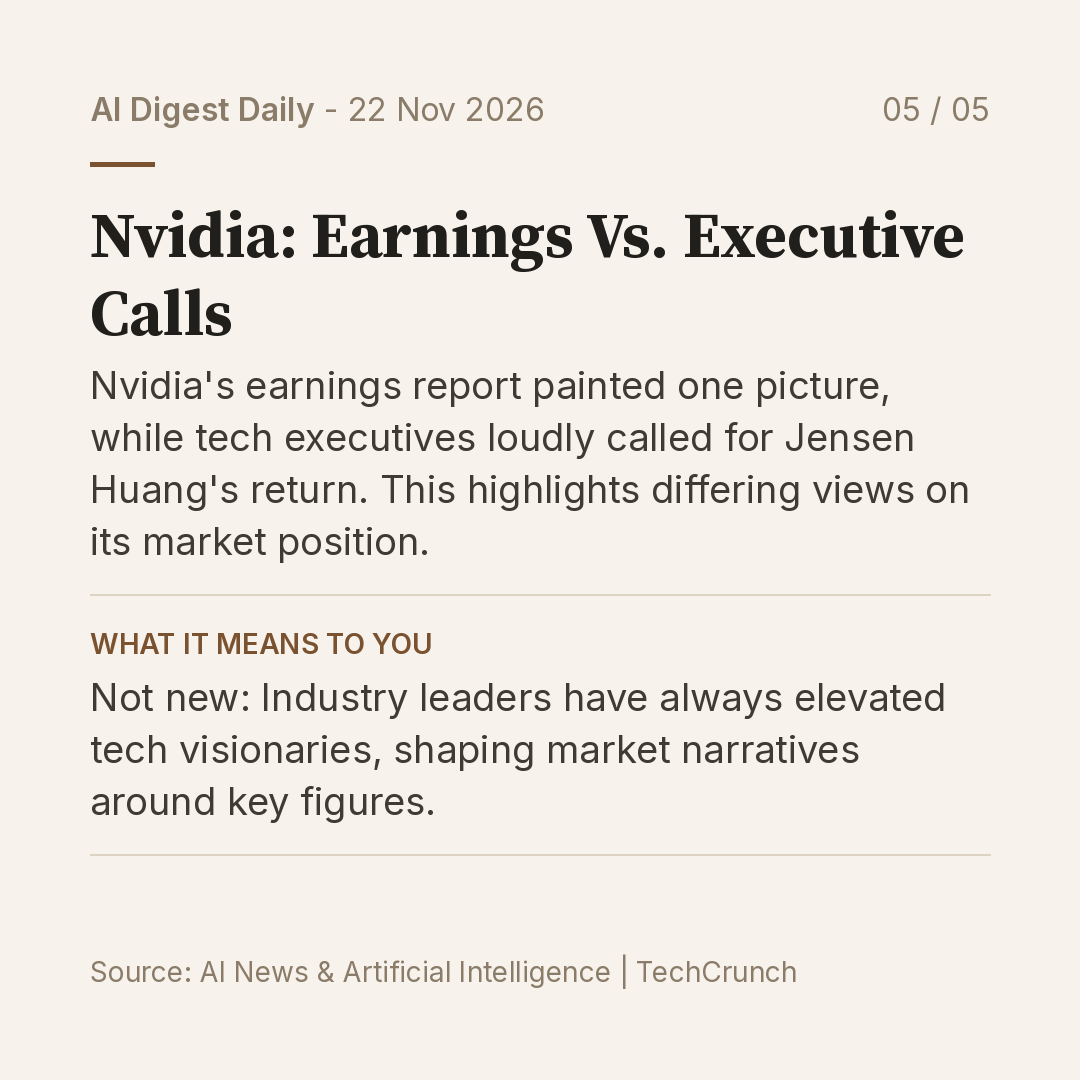 AI Digest Daily - 22 Nov 2026
05 / 05
Nvidia: Earnings Vs. Executive
Calls
Nvidia's earnings report painted one picture,
while tech executives loudly called for Jensen
Huang's return. This highlights differing views on
its market position.
WHAT IT MEANS TO YOU
Not new: Industry leaders have always elevated
tech visionaries, shaping market narratives
around key figures.
Source: AI News & Artificial Intelligence | TechCrunch